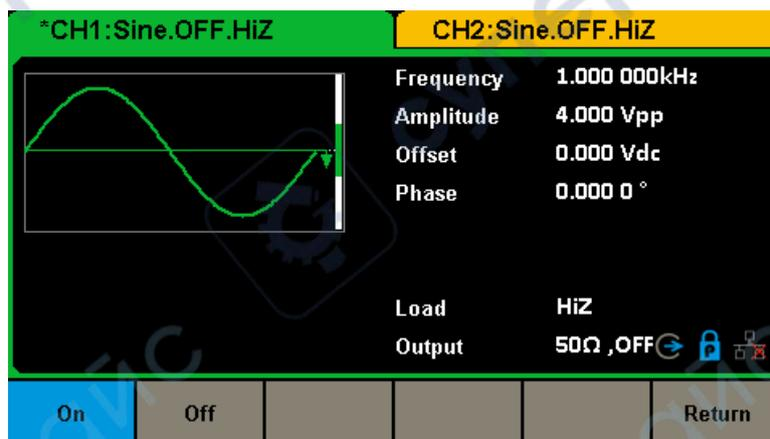 *CH1:Sine.OFF.HiZ CH2:Sine.OFF.HiZ
Frequency 1.000 000kHz
Amplitude 4.000 Vpp
Offset 0.000 Vdc
Phase 0.000 0 °
Load HiZ
Output 50Ω ,OFF
P
On Off Return